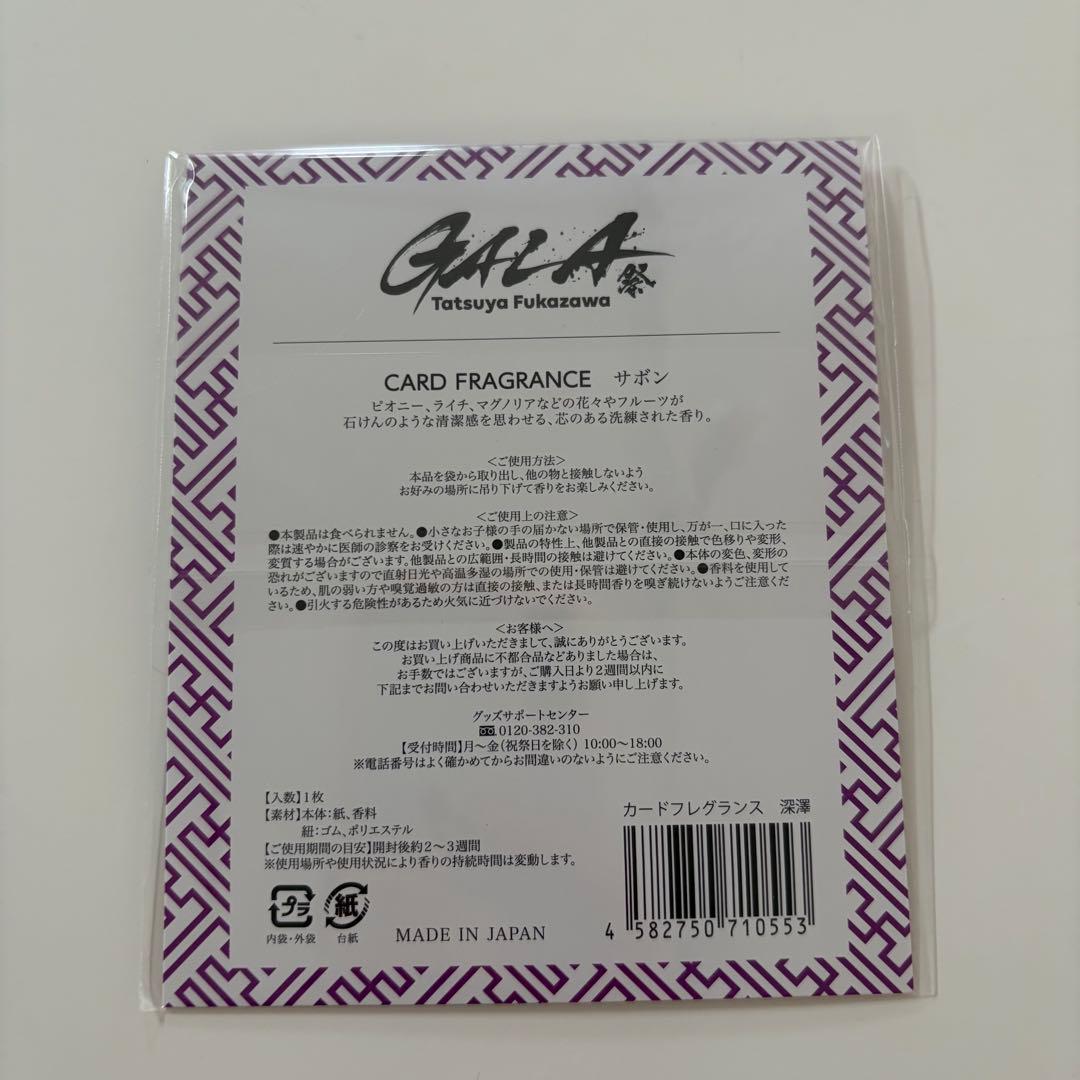 GALA祭
Tatsuya Fukazawa
CARD FRAGRANCE サボン
ピオニー、ライチ、マグノリアなどの花々やフルーツが
石けんのような清潔感を思わせる、芯のある洗練された香り。
＜ご使用方法＞
本品を袋から取り出し、他の物と接触しないよう
お好みの場所に吊り下げて香りをお楽しみください。
＜ご使用上の注意＞
●本製品は食べられません。●小さなお子様の手の届かない場所で保管・使用し、万が一、口に入った
際は速やかに医師の診察をお受けください。●製品の特性上、他製品との直接の接触で色移りや変形、
変質する場合がございます。他製品との広範囲・長時間の接触は避けてください。●本体の変色、変形の
恐れがございますので直射日光や高温多湿の場所での使用・保管は避けてください。●香料を使用して
いるため、肌の弱い方や嗅覚過敏の方は直接の接触、または長時間香りを嗅ぎ続けないようご注意くだ
さい。●引火する危険性があるため火気に近づけないでください。
＜お客様へ＞
この度はお買い上げいただきまして、誠にありがとうございます。
お買い上げ商品に不都合品などありました場合は、
お手数ではございますが、ご購入日より2週間以内に
下記までお問い合わせいただきますようお願い申し上げます。
グッズサポートセンター
0120-382-310
【受付時間】月～金（祝祭日を除く） 10:00～18:00
※電話番号はよく確かめてからお間違いのないようにご注意ください。
【入数】1枚
【素材】本体：紙、香料
紐：ゴム、ポリエステル
【ご使用期間の目安】開封後約2～3週間
※使用場所や使用状況により香りの持続時間は変動します。
カードフレグランス 深澤
プラ 紙
内袋・外袋 台紙
MADE IN JAPAN
4 582750 710553